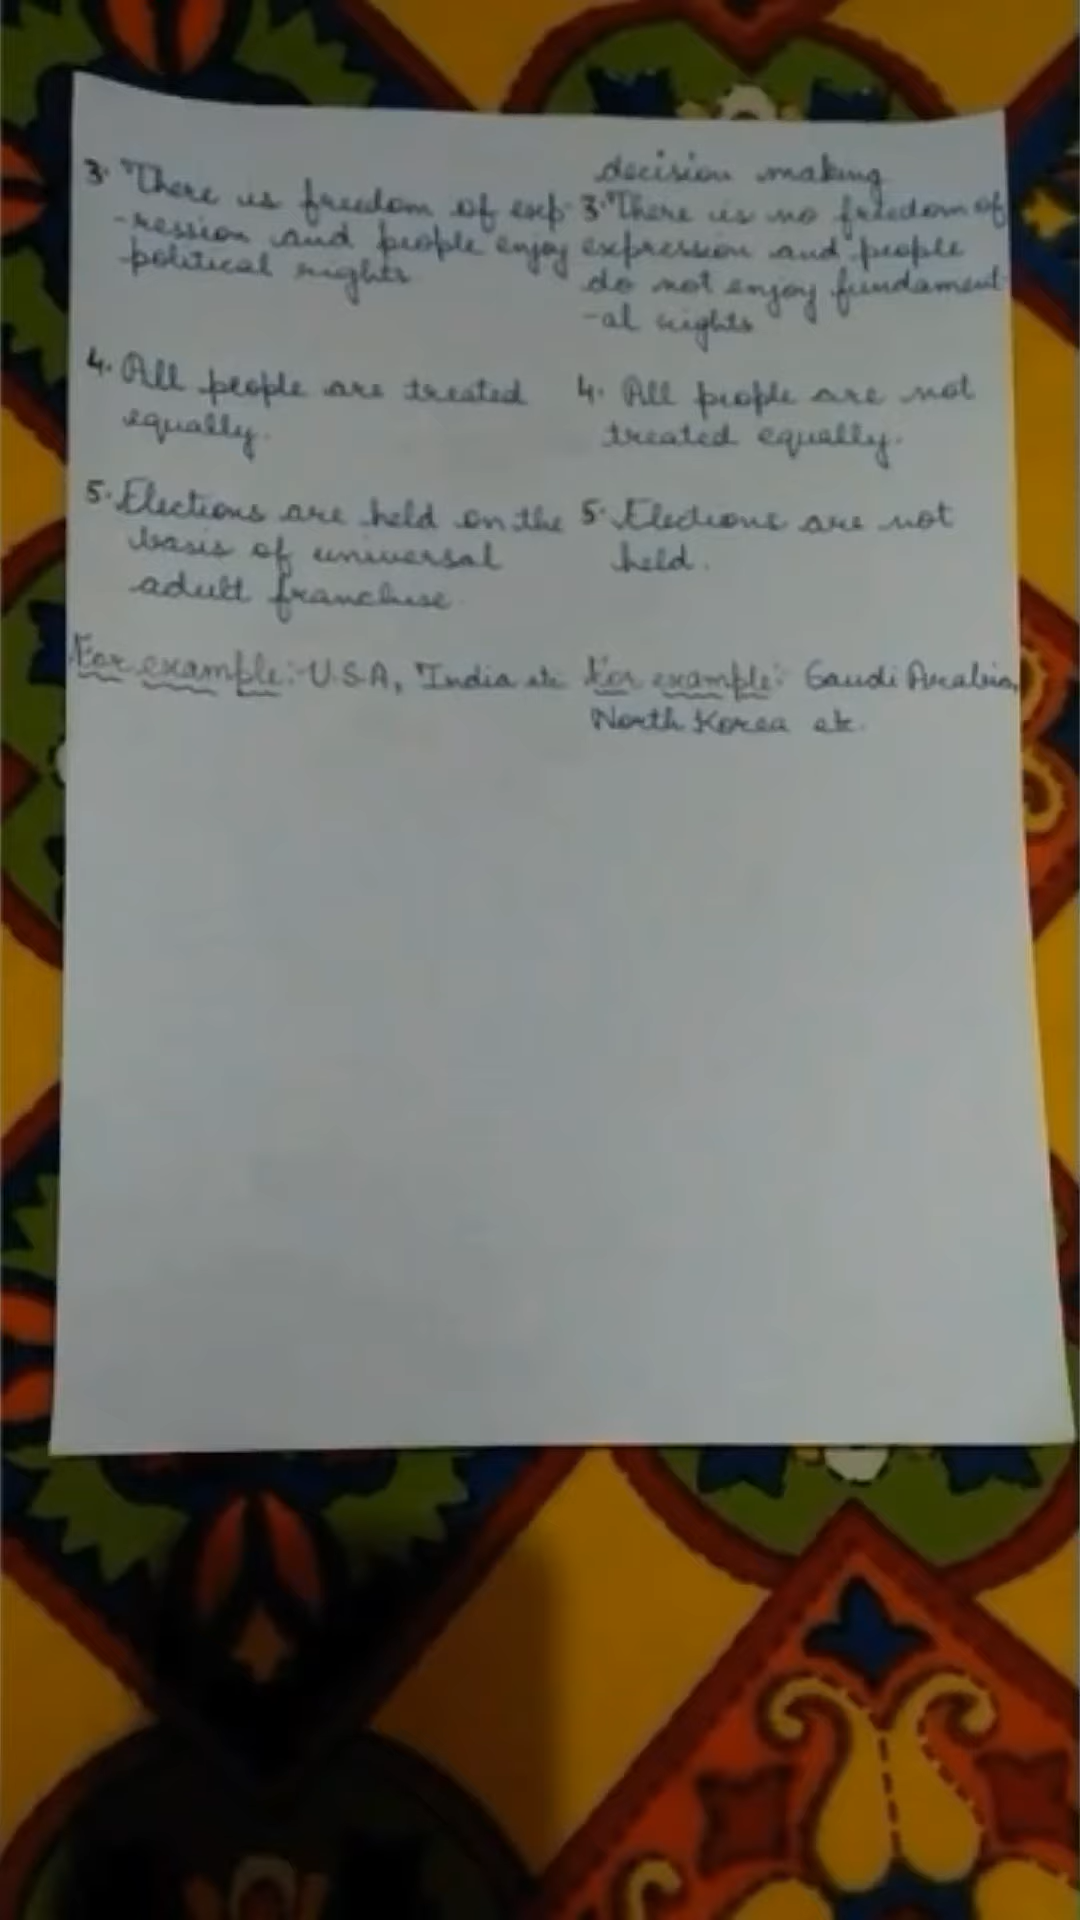 3. There is freedom of exp
-ression and people enjoy
political rights
4. All people are treated
equally.
5. Elections are held on the
basis of universal
adult franchise.
For example:- U.S.A, India etc
decision making
3. There is no freedom of
expression and people
do not enjoy fundament
-al rights
4. All people are not
treated equally.
5. Elections are not
held.
For example:- Saudi Arabia,
North Korea etc.